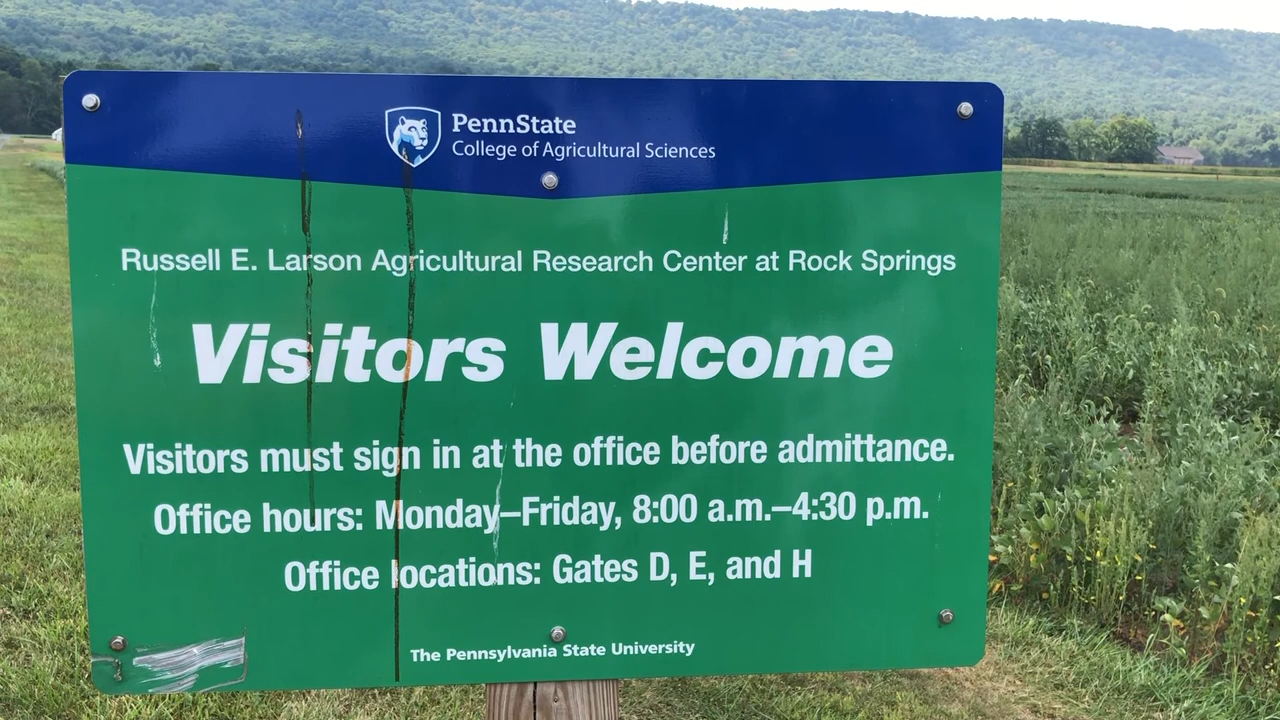 PennState
College of Agricultural Sciences
Russell E. Larson Agricultural Research Center at Rock Springs
Visitors Welcome
Visitors must sign in at the office before admittance.
Office hours: Monday–Friday, 8:00 a.m.–4:30 p.m.
Office locations: Gates D, E, and H
The Pennsylvania State University